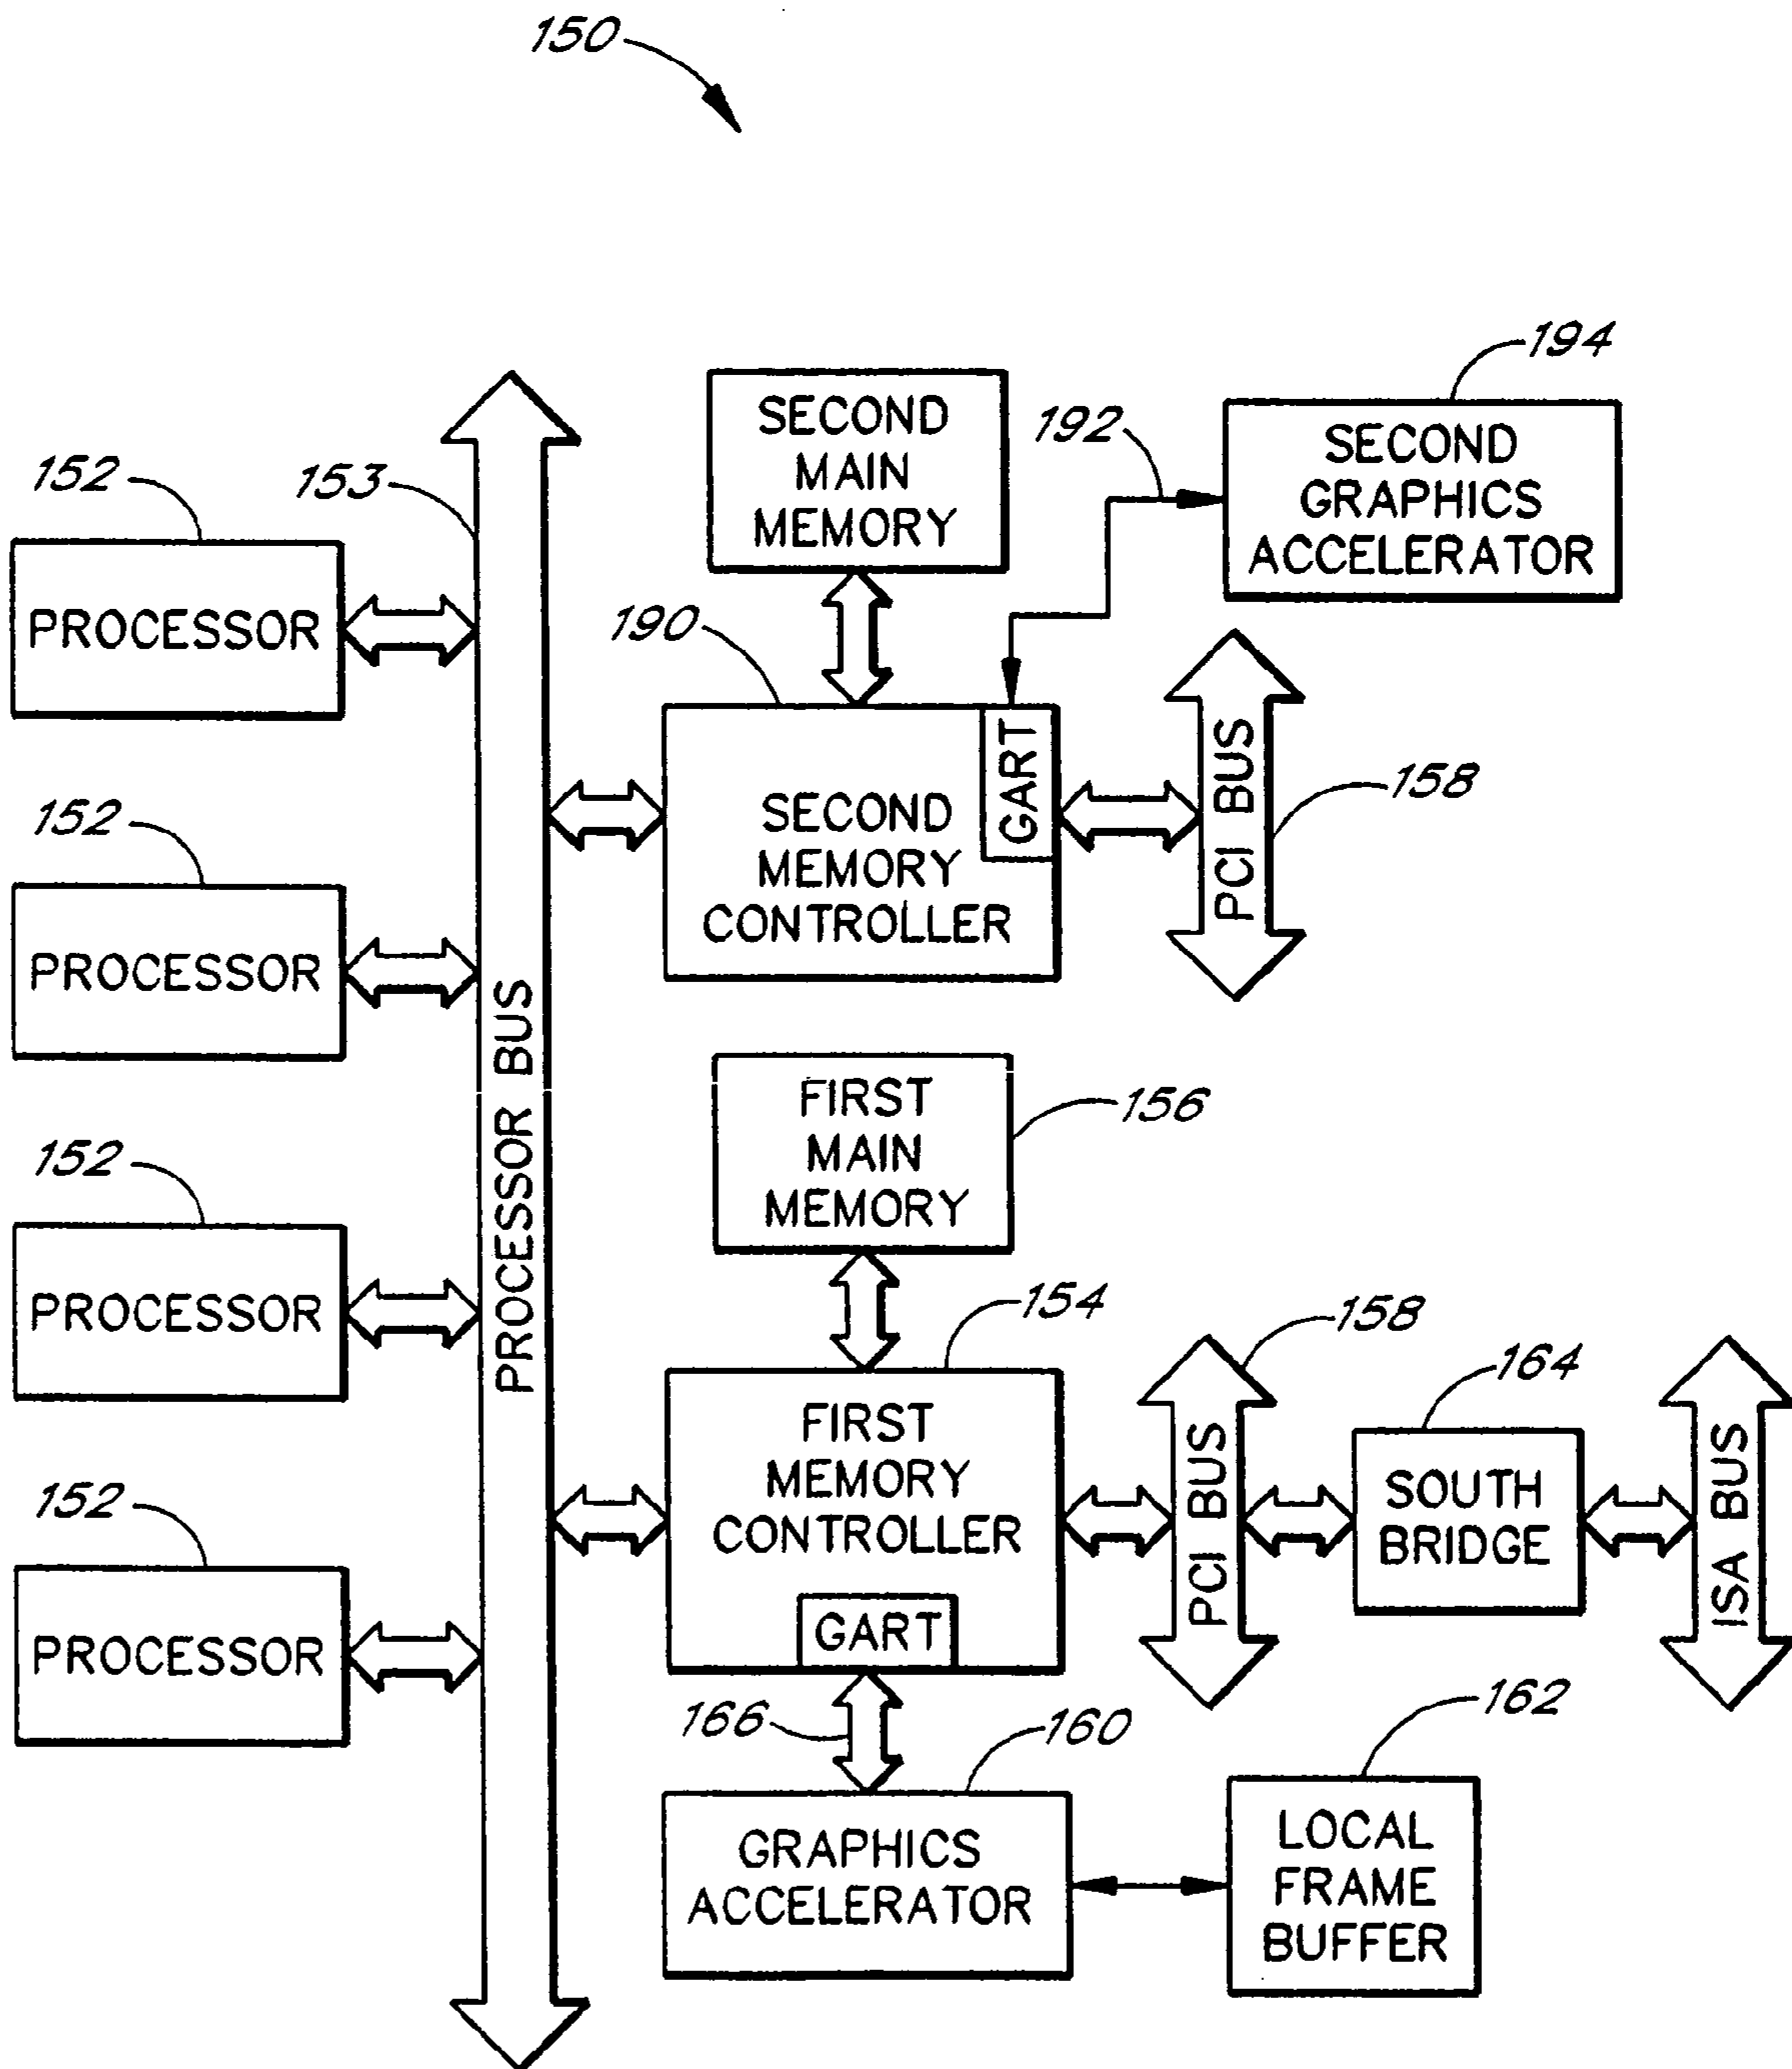 150
194
SECOND
MAIN
MEMORY
192
SECOND
GRAPHICS
ACCELERATOR
152
153
PROCESSOR
190
GART
SECOND
MEMORY
CONTROLLER
PCI BUS
158
152
PROCESSOR
PROCESSOR BUS
FIRST
MAIN
MEMORY
156
152
PROCESSOR
154
158
164
FIRST
MEMORY
CONTROLLER
GART
PCI BUS
SOUTH
BRIDGE
ISA BUS
152
PROCESSOR
166
160
162
GRAPHICS
ACCELERATOR
LOCAL
FRAME
BUFFER